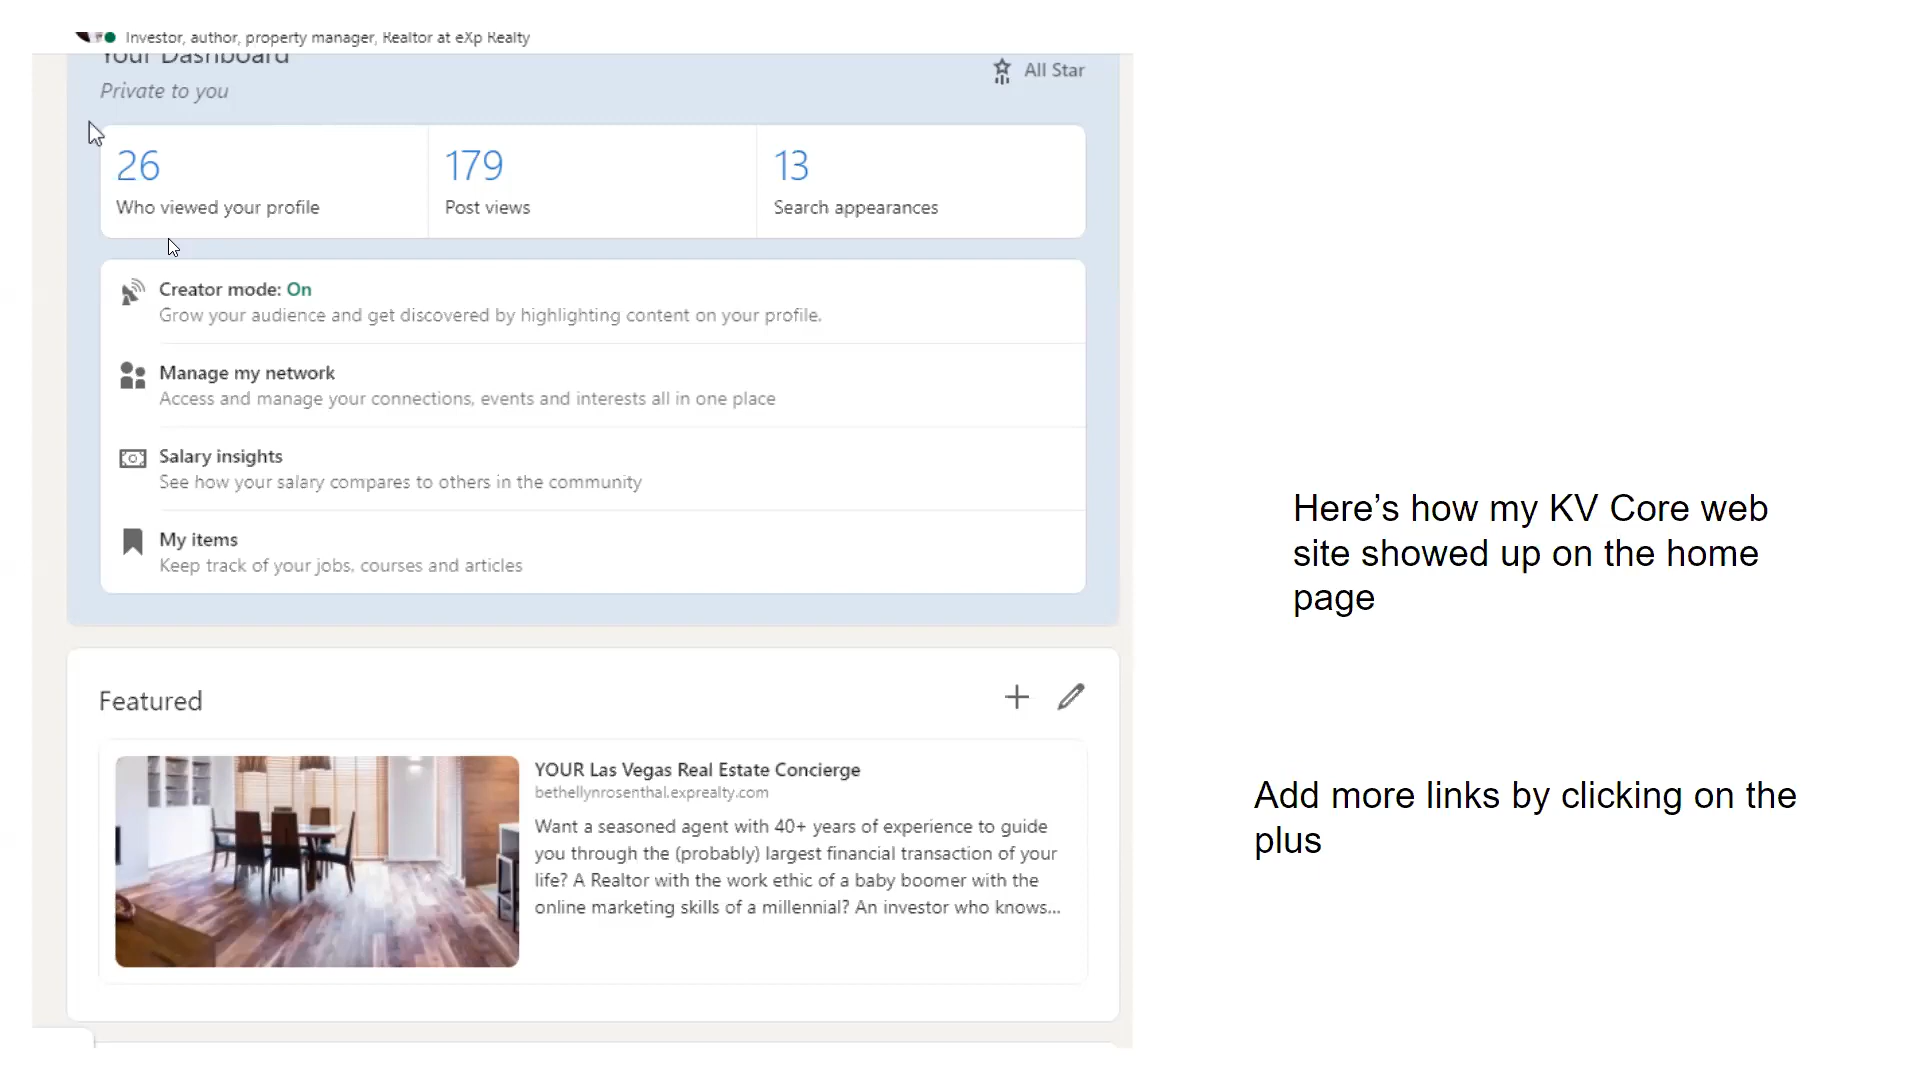 Investor, author, property manager, Realtor at eXp Realty
Your Dashboard
Private to you
All Star
26
Who viewed your profile
179
Post views
13
Search appearances
Creator mode: On
Grow your audience and get discovered by highlighting content on your profile.
Manage my network
Access and manage your connections, events and interests all in one place
Salary insights
See how your salary compares to others in the community
My items
Keep track of your jobs, courses and articles
Featured
YOUR Las Vegas Real Estate Concierge
bethellynrosenthal.exprealty.com
Want a seasoned agent with 40+ years of experience to guide
you through the (probably) largest financial transaction of your
life? A Realtor with the work ethic of a baby boomer with the
online marketing skills of a millennial? An investor who knows...
Here’s how my KV Core web
site showed up on the home
page
Add more links by clicking on the
plus